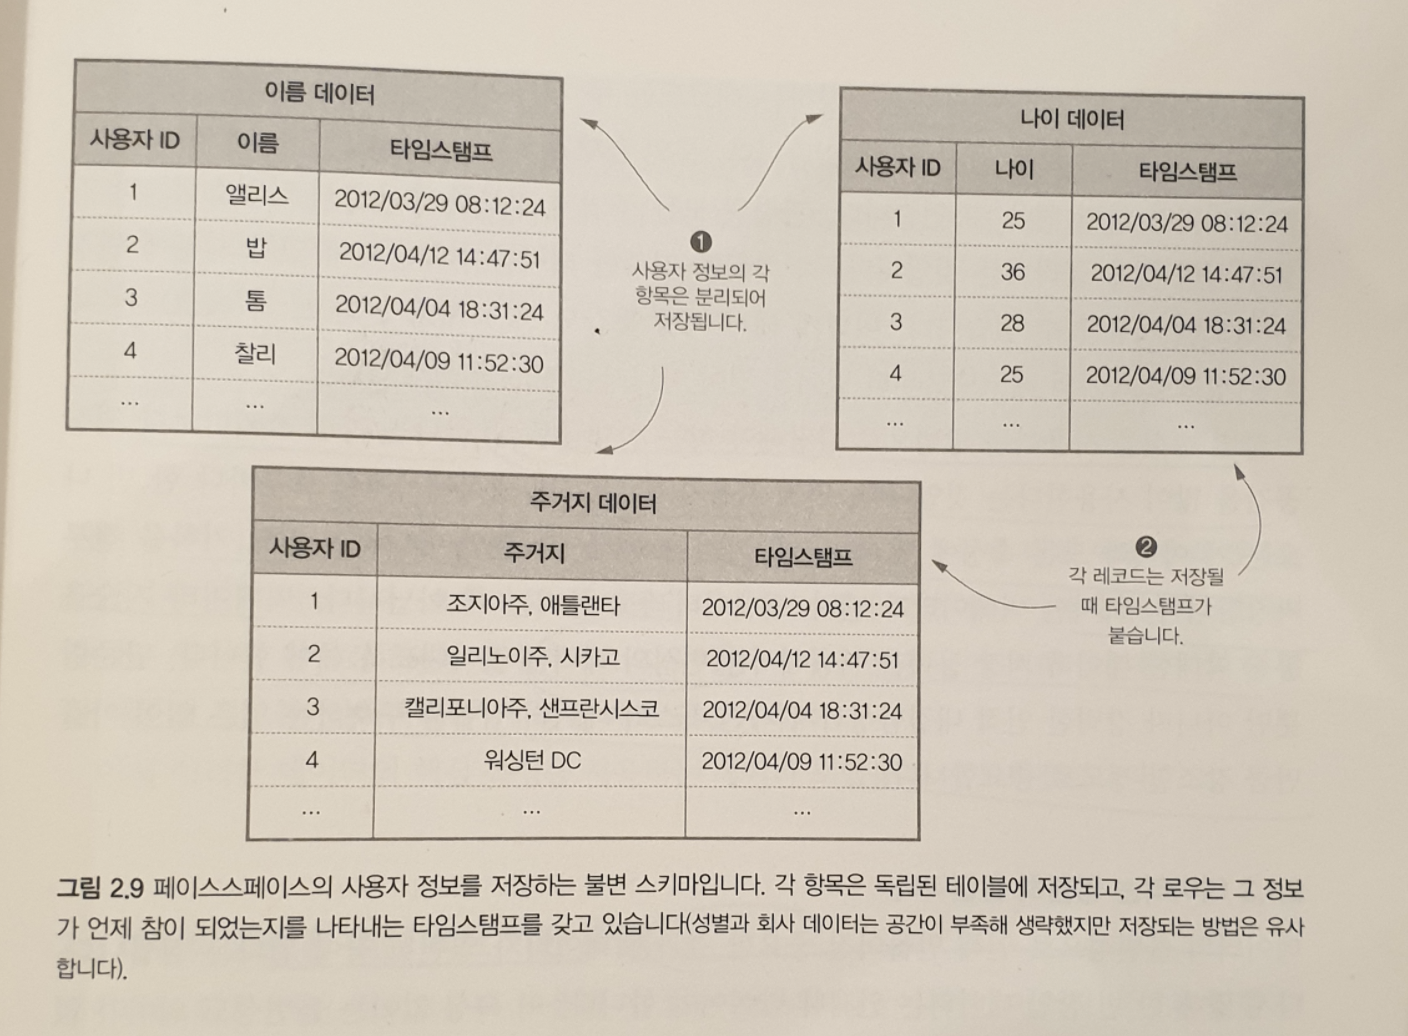 이름 데이터
사용자 ID 이름 타임스탬프
1 앨리스 2012/03/29 08:12:24
2 밥 2012/04/12 14:47:51
3 톰 2012/04/04 18:31:24
4 찰리 2012/04/09 11:52:30
... ... ...
❶
사용자 정보의 각
항목은 분리되어
저장됩니다.
나이 데이터
사용자 ID 나이 타임스탬프
1 25 2012/03/29 08:12:24
2 36 2012/04/12 14:47:51
3 28 2012/04/04 18:31:24
4 25 2012/04/09 11:52:30
... ... ...
주거지 데이터
사용자 ID 주거지 타임스탬프
1 조지아주, 애틀랜타 2012/03/29 08:12:24
2 일리노이주, 시카고 2012/04/12 14:47:51
3 캘리포니아주, 샌프란시스코 2012/04/04 18:31:24
4 워싱턴 DC 2012/04/09 11:52:30
... ... ...
❷
각 레코드는 저장될
때 타임스탬프가
붙습니다.
그림 2.9 페이스스페이스의 사용자 정보를 저장하는 불변 스키마입니다. 각 항목은 독립된 테이블에 저장되고, 각 로우는 그 정보
가 언제 참이 되었는지를 나타내는 타임스탬프를 갖고 있습니다(성별과 회사 데이터는 공간이 부족해 생략했지만 저장되는 방법은 유사
합니다).